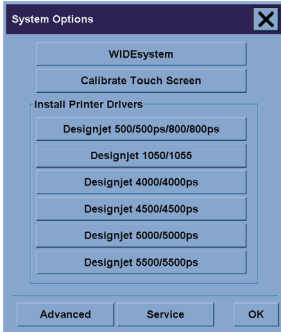 System Options
WIDEsystem
Calibrate Touch Screen
Install Printer Drivers
Designjet 500/500ps/800/800ps
Designjet 1050/1055
Designjet 4000/4000ps
Designjet 4500/4500ps
Designjet 5000/5000ps
Designjet 5500/5500ps
Advanced Service OK